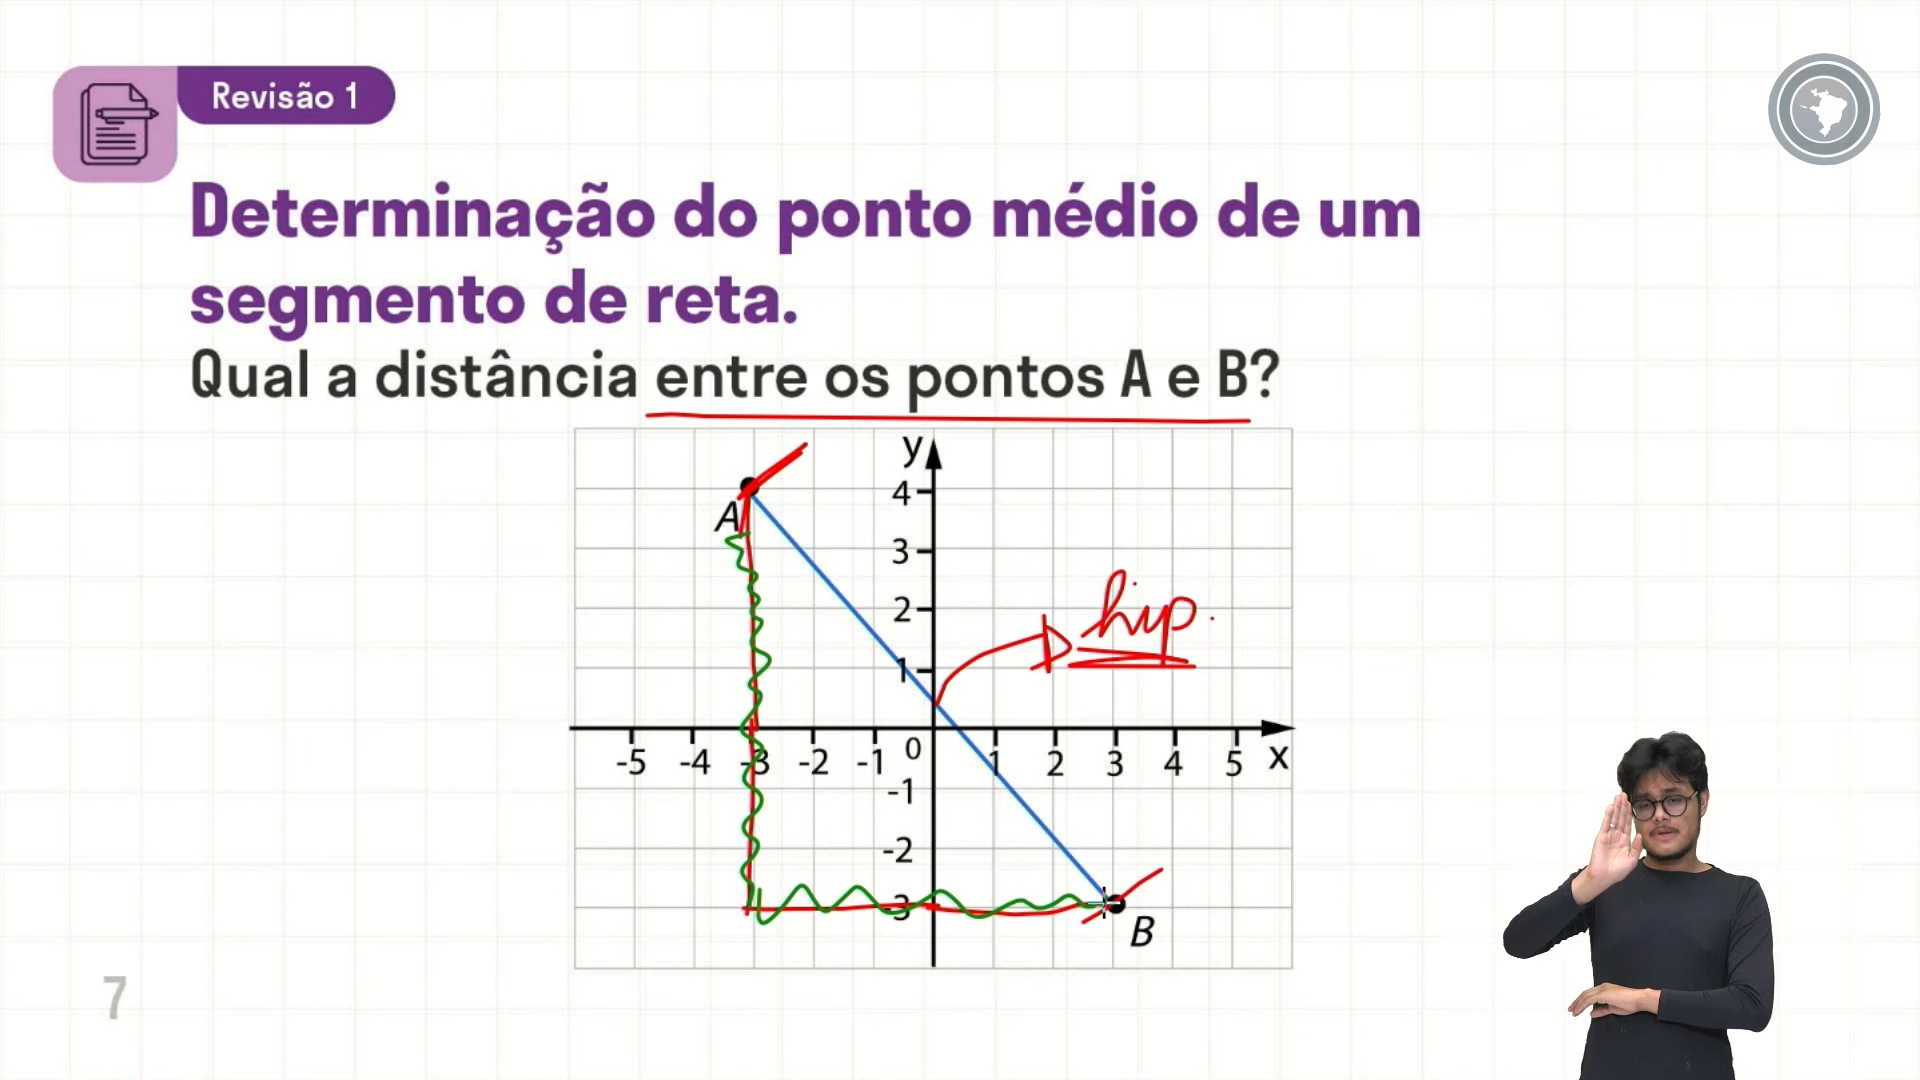 Revisão 1
Determinação do ponto médio de um
segmento de reta.
Qual a distância entre os pontos A e B?
y
4
A
3
hip.
2
1
0
-5 -4 -3 -2 -1 1 2 3 4 5 x
-1
-2
-3
B
7